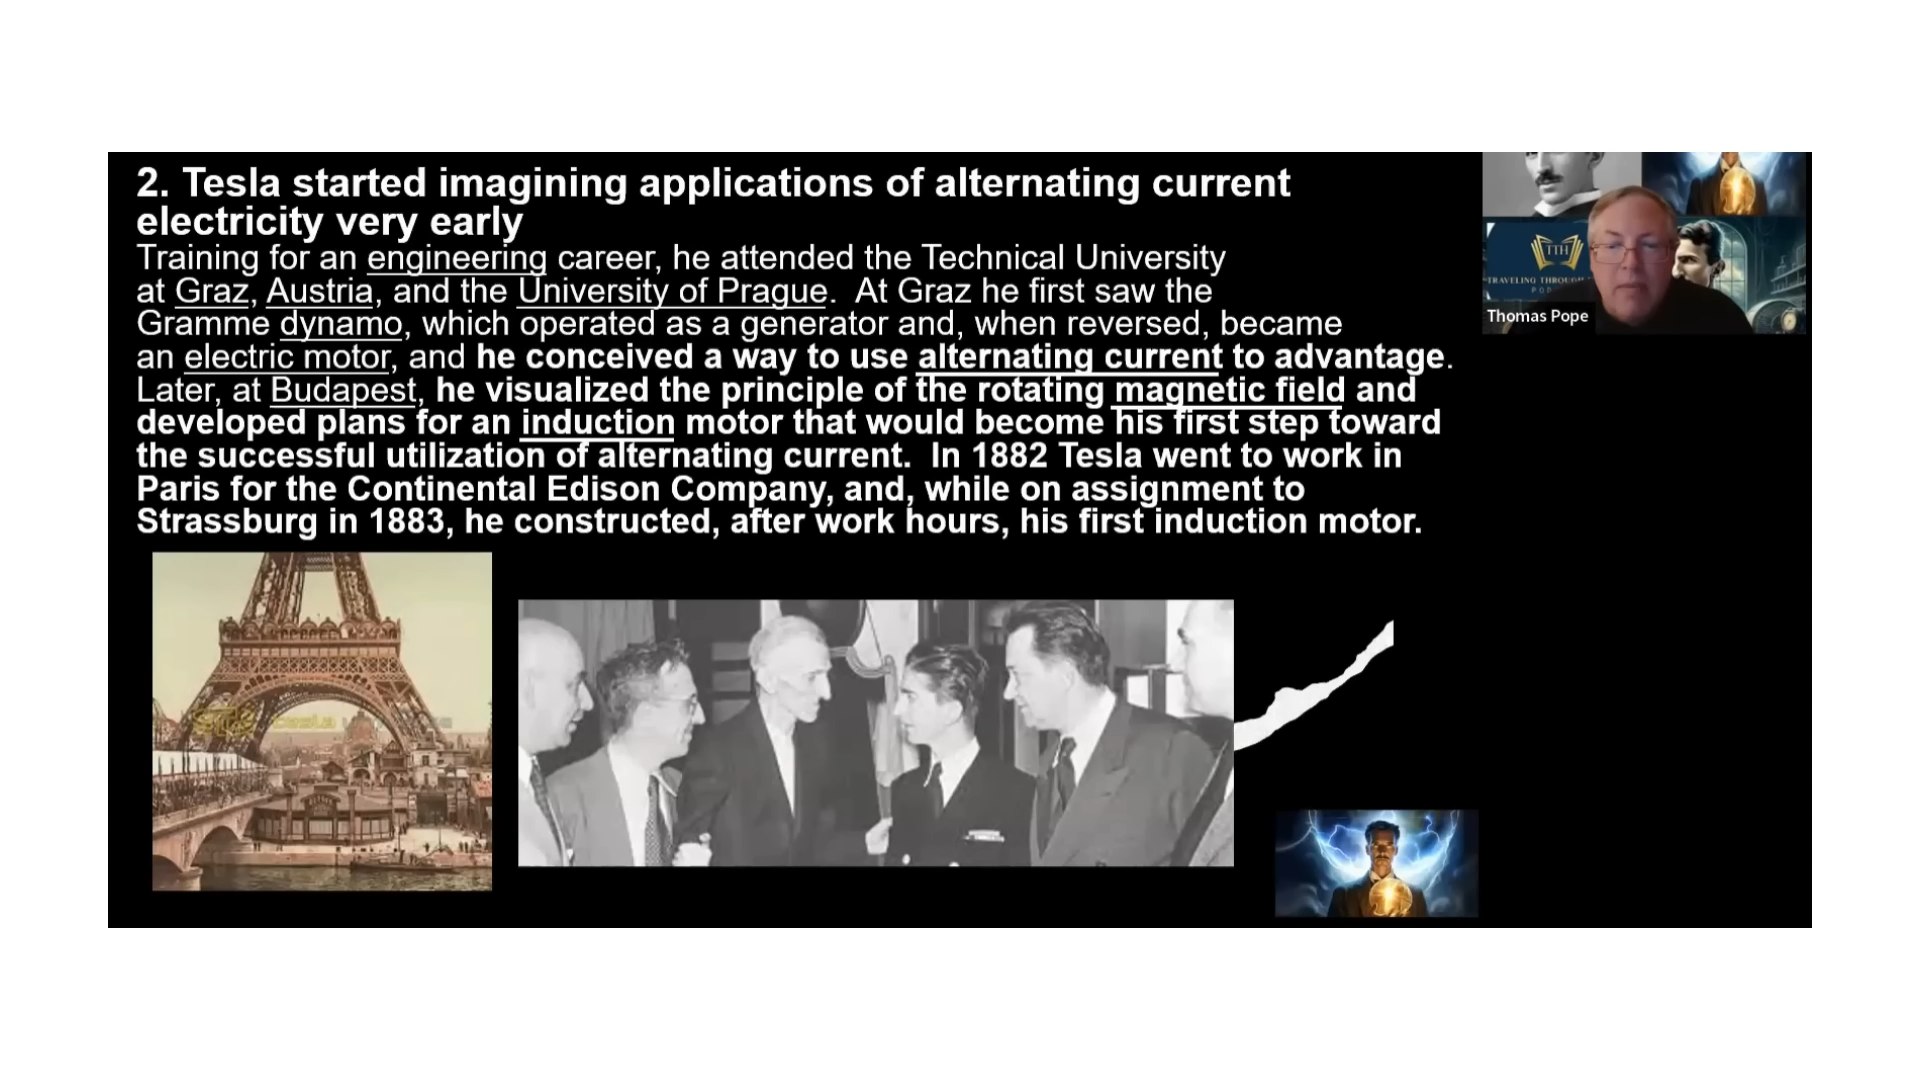 2. Tesla started imagining applications of alternating current
electricity very early
Training for an engineering career, he attended the Technical University
at Graz, Austria, and the University of Prague.  At Graz he first saw the
Gramme dynamo, which operated as a generator and, when reversed, became
an electric motor, and he conceived a way to use alternating current to advantage.
Later, at Budapest, he visualized the principle of the rotating magnetic field and
developed plans for an induction motor that would become his first step toward
the successful utilization of alternating current.  In 1882 Tesla went to work in
Paris for the Continental Edison Company, and, while on assignment to
Strassburg in 1883, he constructed, after work hours, his first induction motor.
TTH
TRAVELING THROUGH
Thomas Pope
tesla